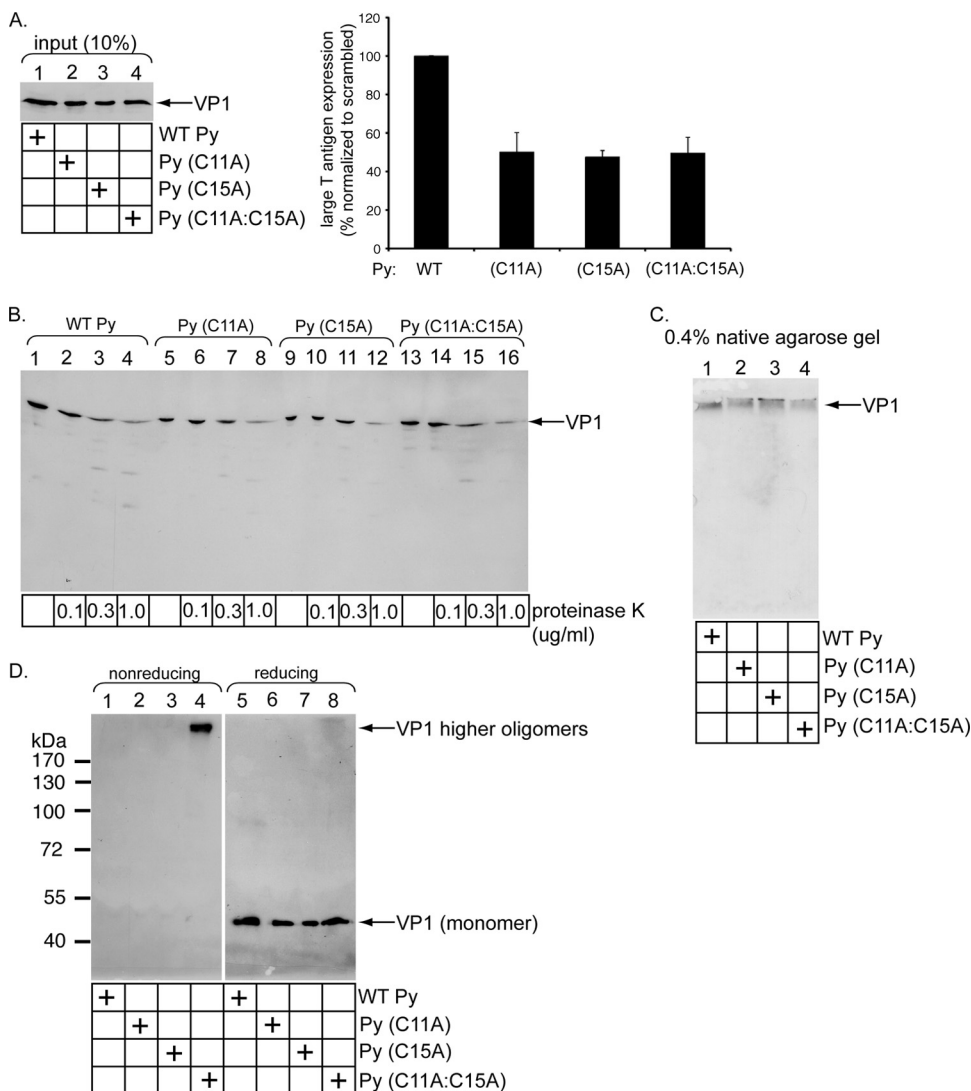 A.
input (10%)
1 2 3 4
VP1
+ WT Py
+ Py (C11A)
+ Py (C15A)
+ Py (C11A:C15A)
large T antigen expression
(% normalized to scrambled)
120
100
80
60
40
20
0
Py: WT (C11A) (C15A) (C11A:C15A)
B.
WT Py Py (C11A) Py (C15A) Py (C11A:C15A)
1 2 3 4 5 6 7 8 9 10 11 12 13 14 15 16
VP1
0.1 0.3 1.0 0.1 0.3 1.0 0.1 0.3 1.0 0.1 0.3 1.0 proteinase K
(ug/ml)
C.
0.4% native agarose gel
1 2 3 4
VP1
+ WT Py
+ Py (C11A)
+ Py (C15A)
+ Py (C11A:C15A)
D.
nonreducing reducing
1 2 3 4 5 6 7 8
kDa
170
130
100
72
55
40
VP1 higher oligomers
VP1 (monomer)
+ + WT Py
+ + Py (C11A)
+ + Py (C15A)
+ + Py (C11A:C15A)